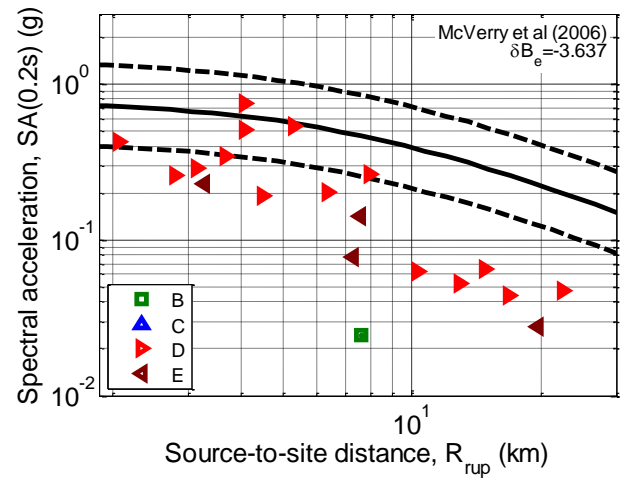 McVerry et al (2006)
δB_e=-3.637
Spectral acceleration, SA(0.2s) (g)
10^0
10^-1
10^-2
B
C
D
E
10^1
Source-to-site distance, R_rup (km)